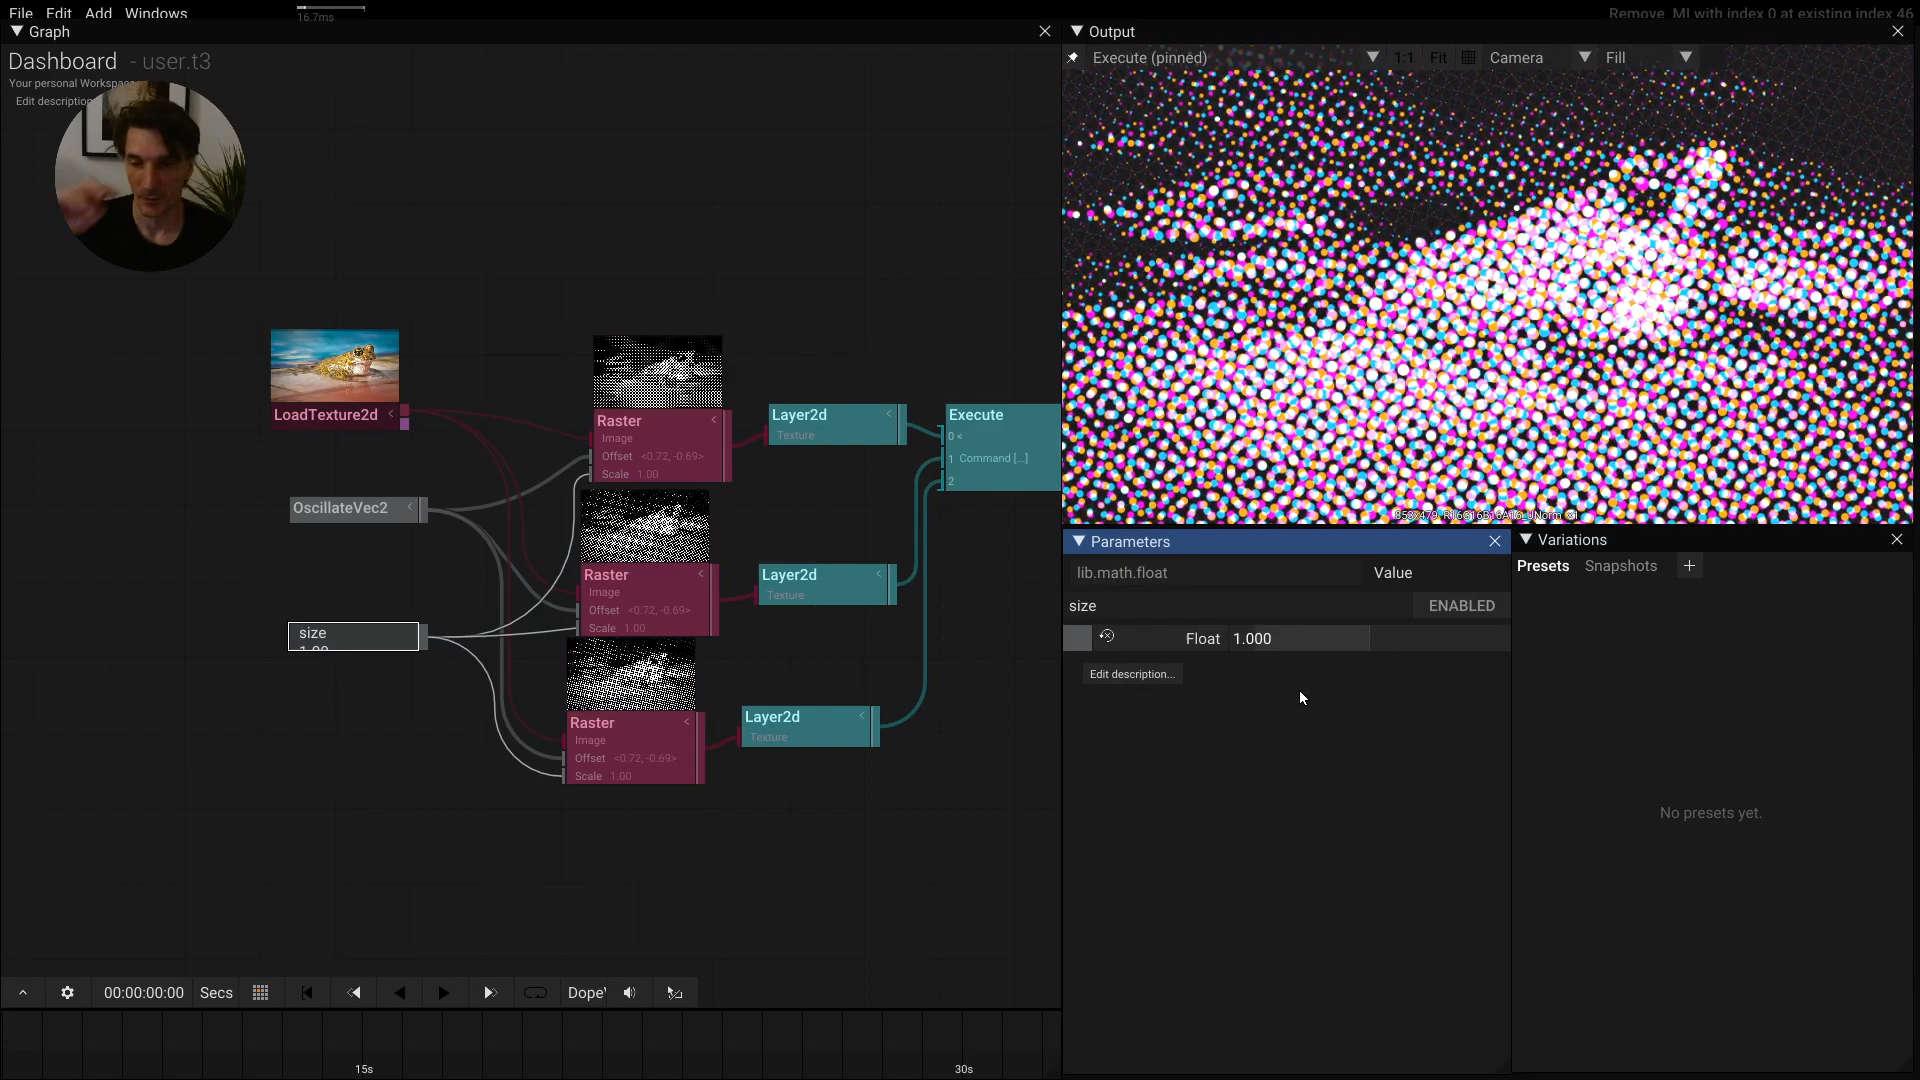 File Edit Add Windows
16.7ms
Remove MI with index 0 at existing index 46
Graph
Dashboard - user.t3
Your personal Workspace
Edit description
LoadTexture2d
OscillateVec2
size
1.00
Raster
Image
Offset <0.72, -0.69>
Scale 1.00
Raster
Image
Offset <0.72, -0.69>
Scale 1.00
Raster
Image
Offset <0.72, -0.69>
Scale 1.00
Layer2d
Texture
Layer2d
Texture
Layer2d
Texture
Execute
0 <
1 Command [...]
2
Output
Execute (pinned) 1:1 Fit Camera Fill
853x479 R16G16B16A16_UNorm x1
Parameters
lib.math.float Value
size ENABLED
Float 1.000
Edit description...
Variations
Presets Snapshots +
No presets yet.
00:00:00:00 Secs Dope
15s 30s